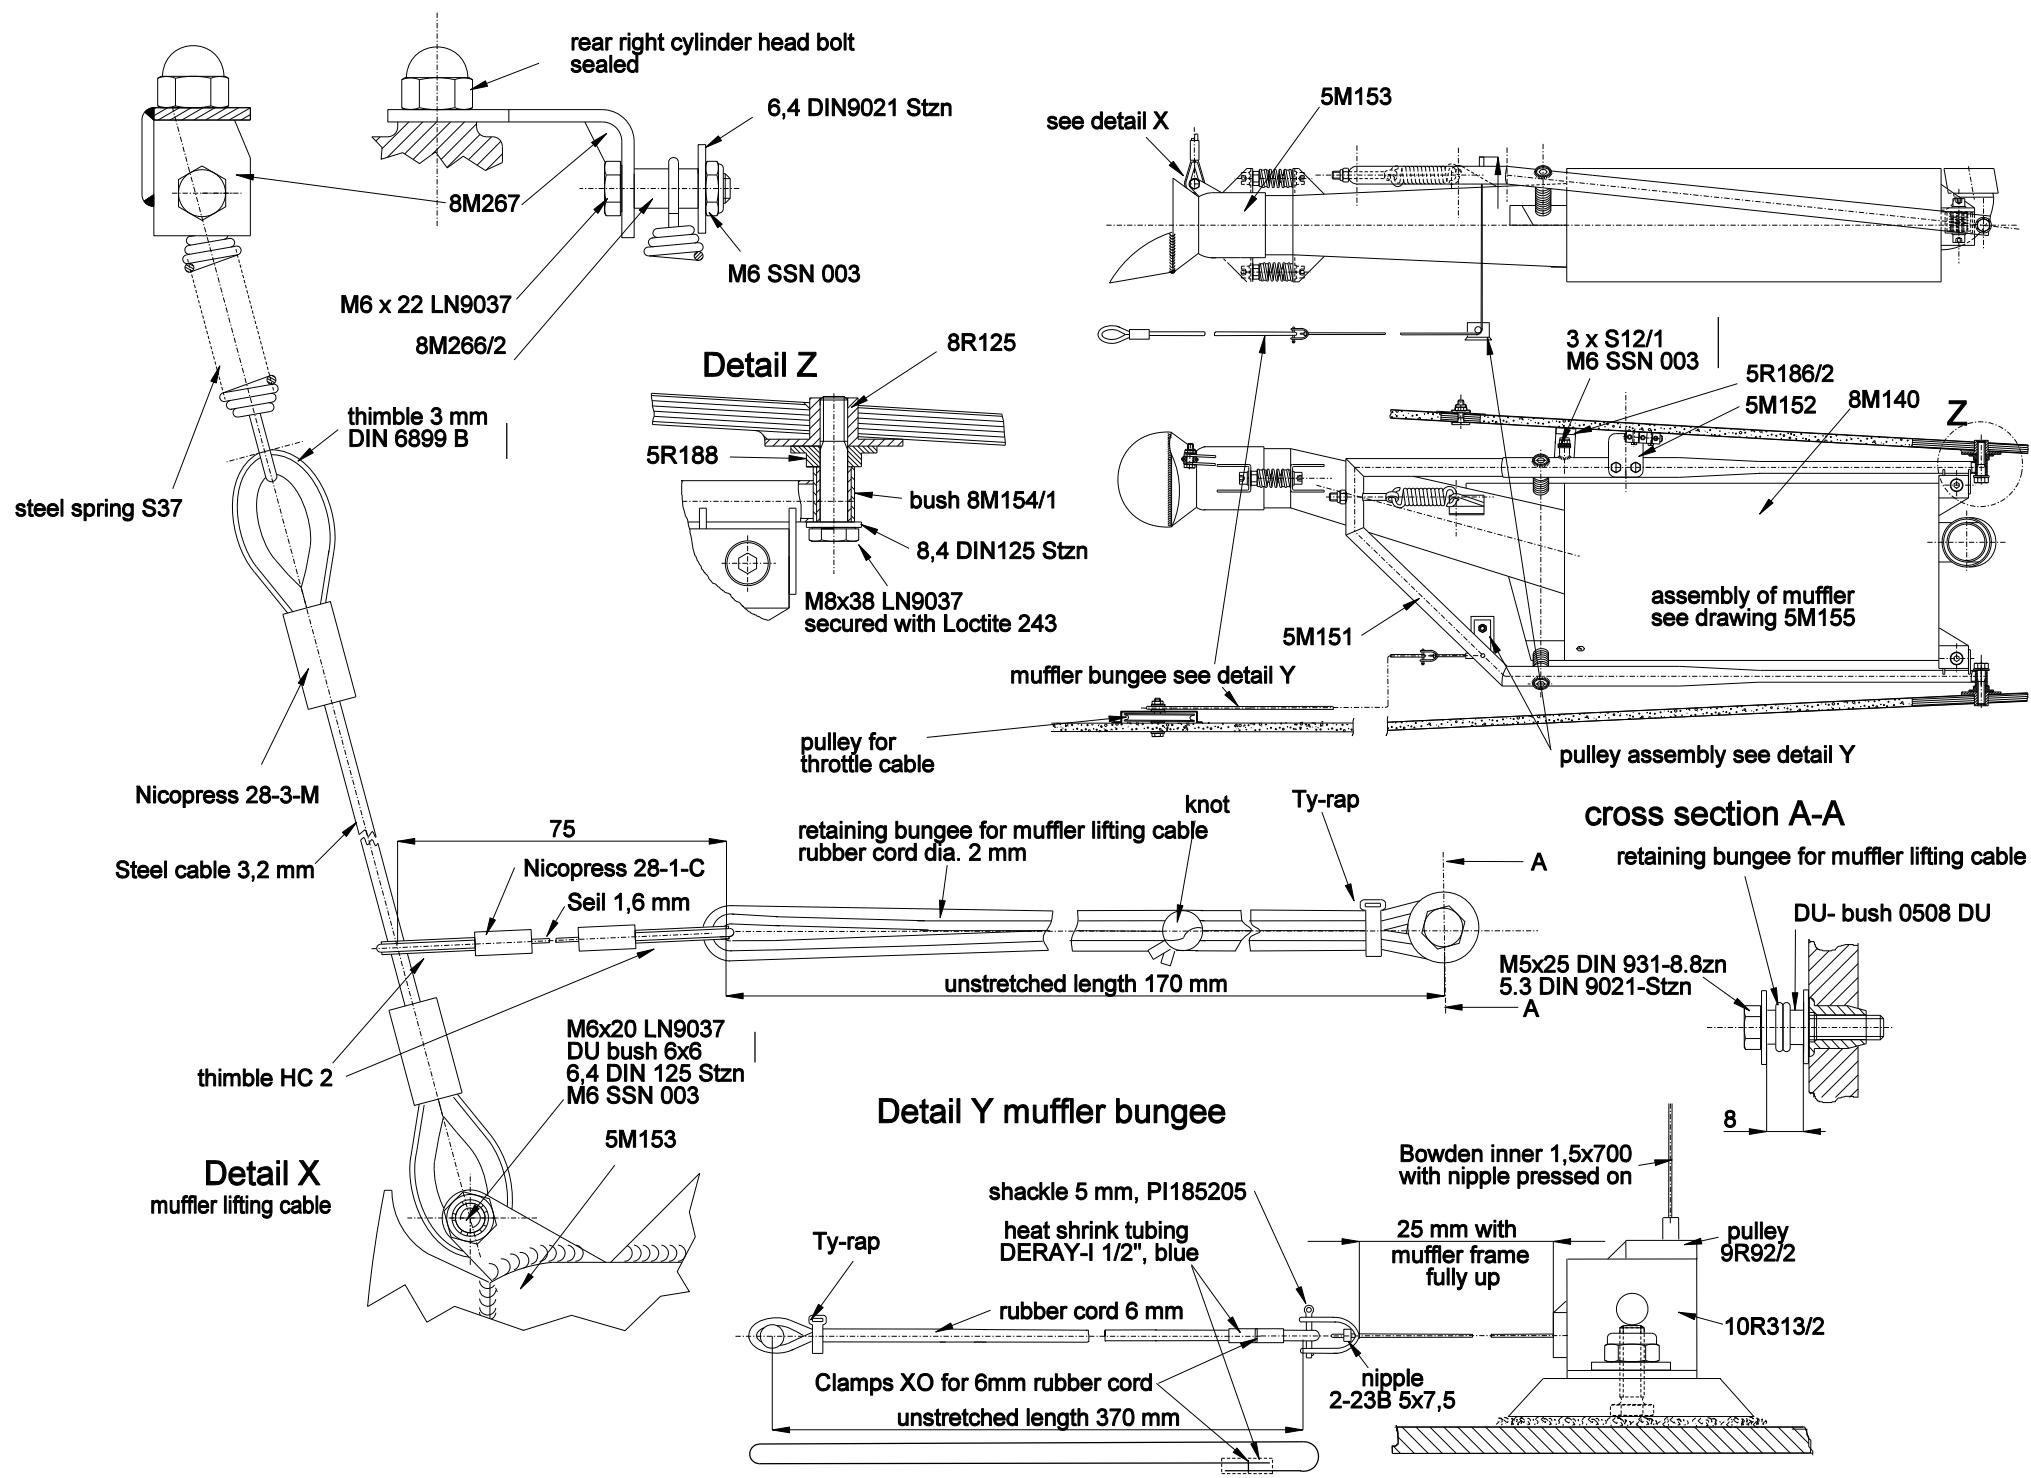 rear right cylinder head bolt
sealed
6,4 DIN9021 Stzn
8M267
M6 SSN 003
M6 x 22 LN9037
8M266/2
thimble 3 mm
DIN 6899 B
steel spring S37
Nicopress 28-3-M
Steel cable 3,2 mm
Detail Z
8R125
5R188
bush 8M154/1
8,4 DIN125 Stzn
M8x38 LN9037
secured with Loctite 243
see detail X
5M153
3 x S12/1
M6 SSN 003
5R186/2
5M152
8M140
Z
assembly of muffler
see drawing 5M155
5M151
muffler bungee see detail Y
pulley for
throttle cable
pulley assembly see detail Y
75
Nicopress 28-1-C
Seil 1,6 mm
retaining bungee for muffler lifting cable
rubber cord dia. 2 mm
knot
Ty-rap
A
unstretched length 170 mm
A
thimble HC 2
M6x20 LN9037
DU bush 6x6
6,4 DIN 125 Stzn
M6 SSN 003
5M153
Detail X
muffler lifting cable
cross section A-A
retaining bungee for muffler lifting cable
DU- bush 0508 DU
M5x25 DIN 931-8.8zn
5.3 DIN 9021-Stzn
8
Detail Y muffler bungee
Bowden inner 1,5x700
with nipple pressed on
shackle 5 mm, PI185205
heat shrink tubing
DERAY-I 1/2", blue
Ty-rap
25 mm with
muffler frame
fully up
pulley
9R92/2
rubber cord 6 mm
10R313/2
Clamps XO for 6mm rubber cord
nipple
2-23B 5x7,5
unstretched length 370 mm